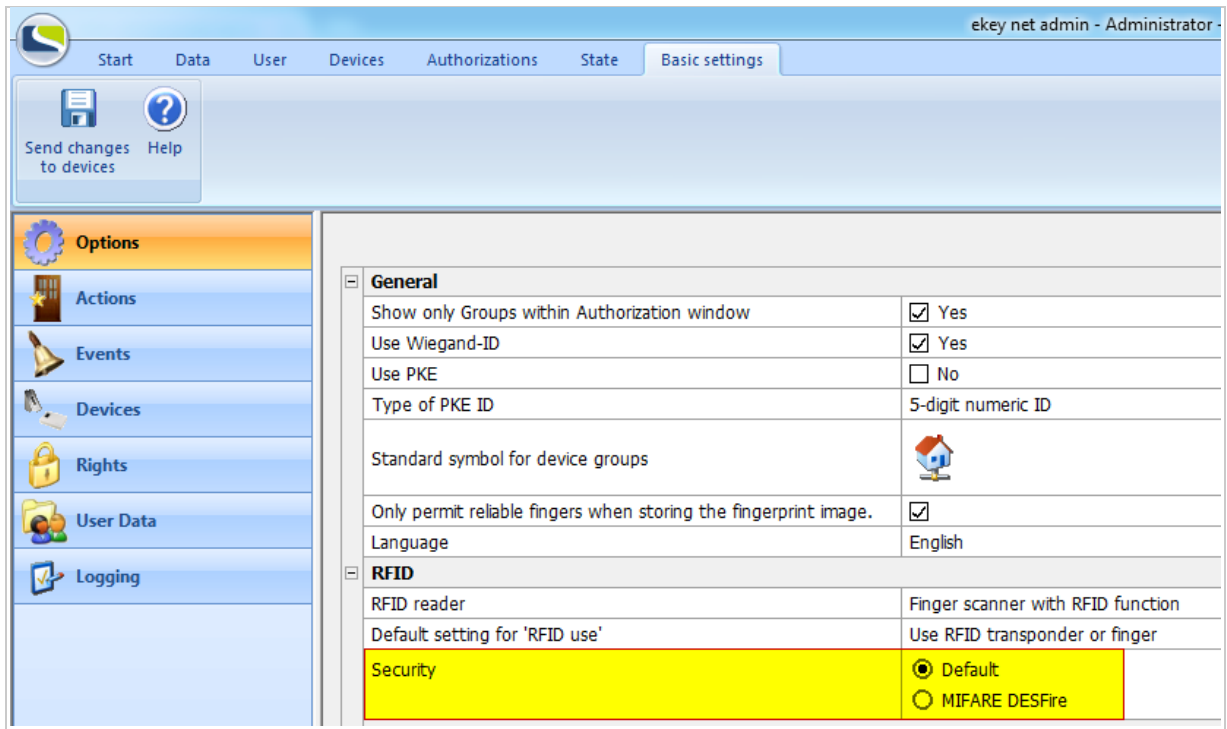 ekey net admin - Administrator -
Start Data User Devices Authorizations State Basic settings
Send changes to devices
Help
Options
Actions
Events
Devices
Rights
User Data
Logging
General
Show only Groups within Authorization window Yes
Use Wiegand-ID Yes
Use PKE No
Type of PKE ID 5-digit numeric ID
Standard symbol for device groups
Only permit reliable fingers when storing the fingerprint image.
Language English
RFID
RFID reader Finger scanner with RFID function
Default setting for 'RFID use' Use RFID transponder or finger
Security Default
MIFARE DESFire